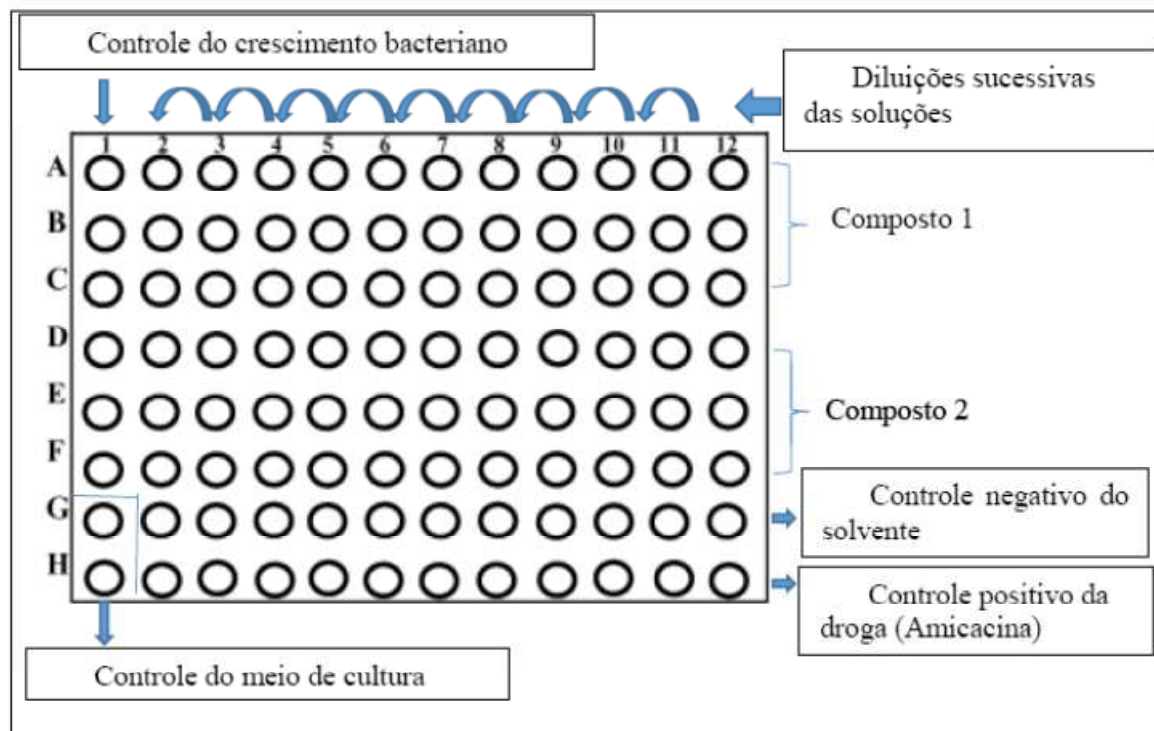 Controle do crescimento bacteriano
Diluições sucessivas
das soluções
1 2 3 4 5 6 7 8 9 10 11 12
A
B
Composto 1
C
D
E
Composto 2
F
G
Controle negativo do
solvente
H
Controle positivo da
droga (Amicacina)
Controle do meio de cultura